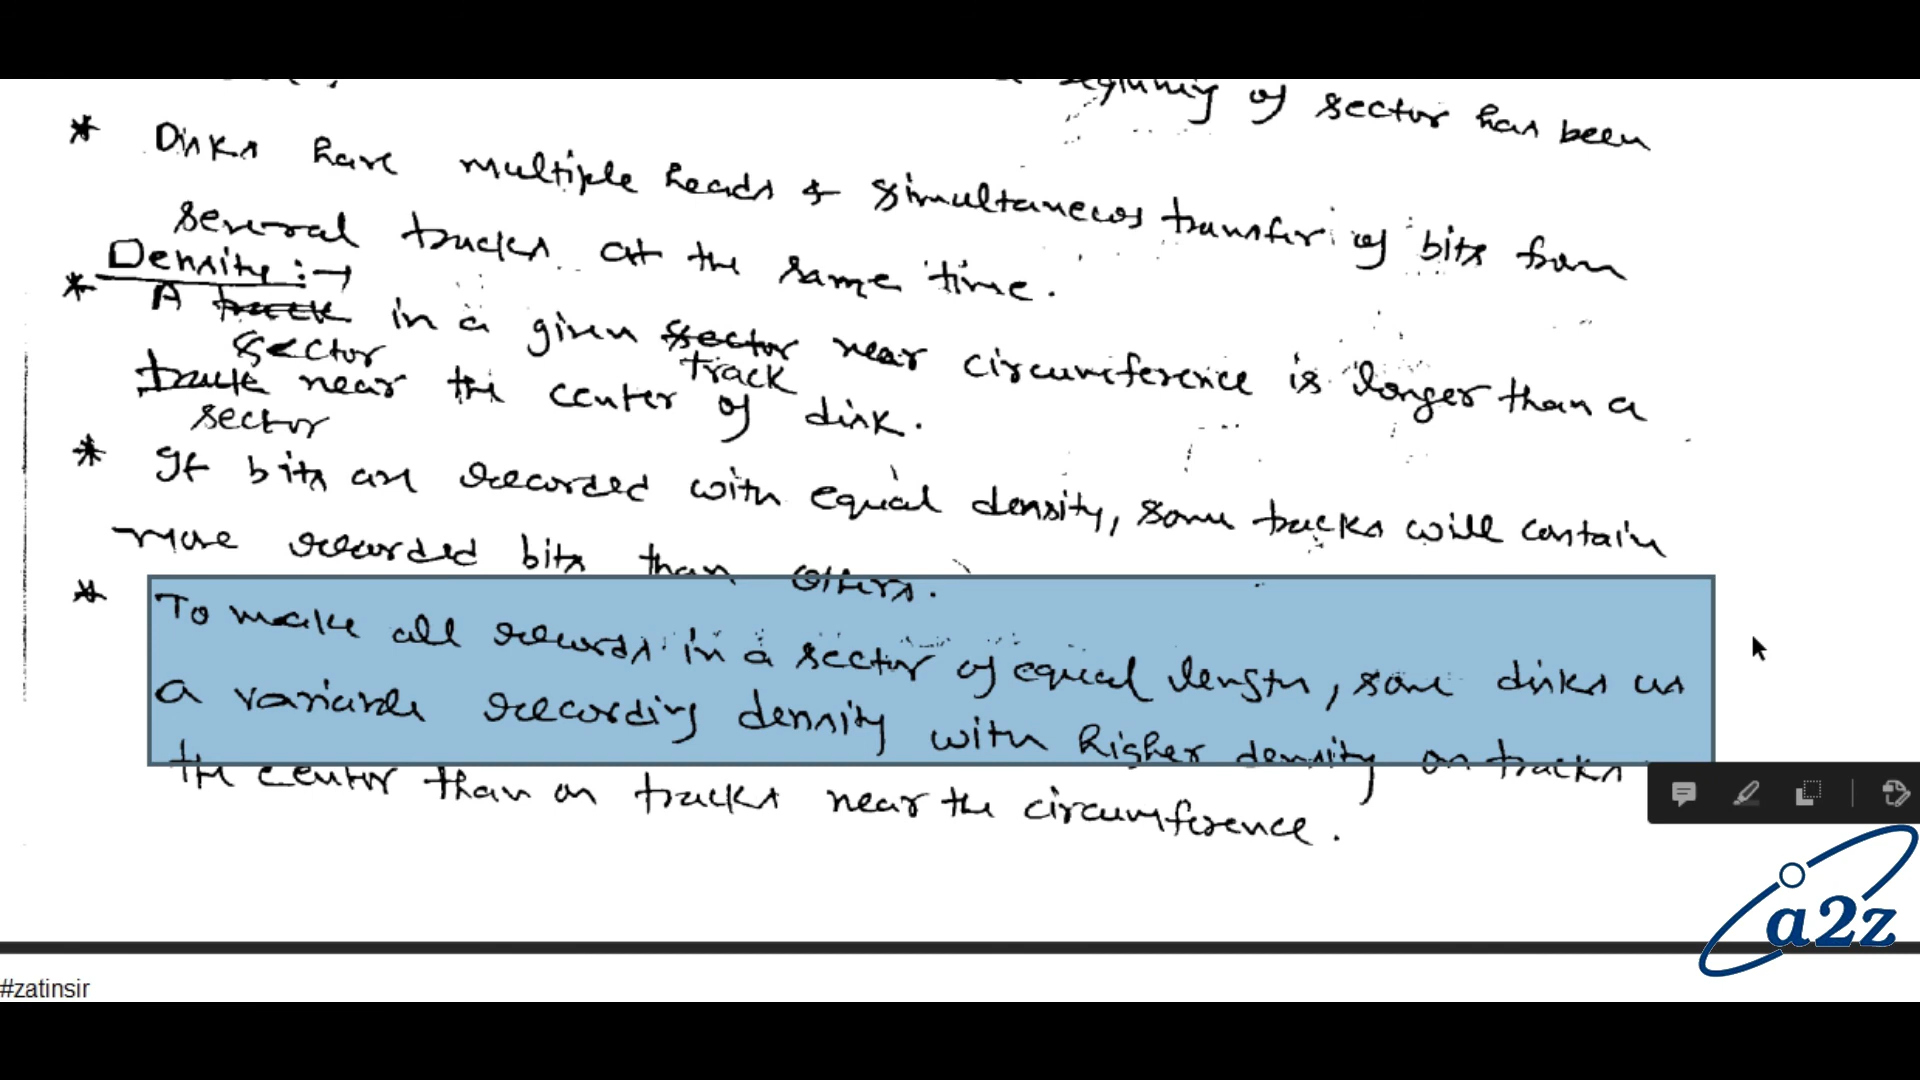 of sector has been
* Disks have multiple heads & simultaneous transfer of bits from
several tracks at the same time.
Density :→
* A track in a given sector near circumference is longer than a
sector track
track near the center of disk.
sector
* If bits are recorded with equal density, some tracks will contain
more recorded bits than others.
* To make all records in a sector of equal length, some disks us
a variable recording density with higher density on tracks
the center than on tracks near the circumference.
a2z
#zatinsir